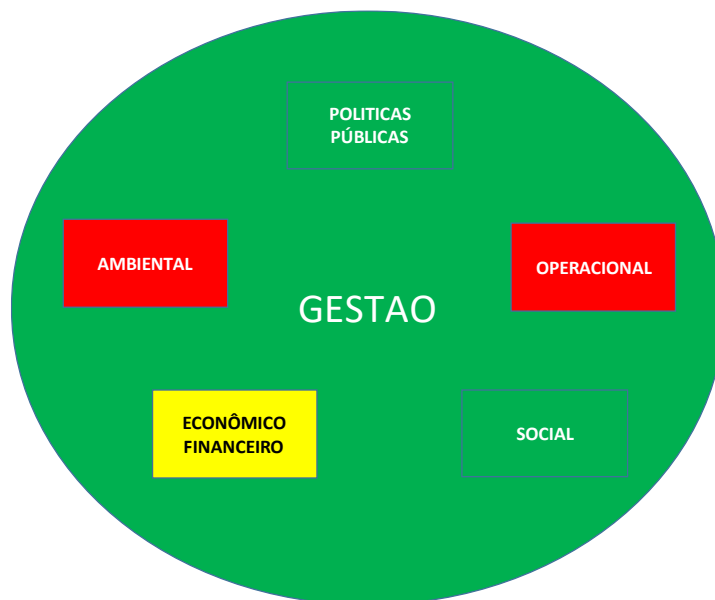 POLITICAS
PÚBLICAS
AMBIENTAL
OPERACIONAL
GESTAO
ECONÔMICO
FINANCEIRO
SOCIAL